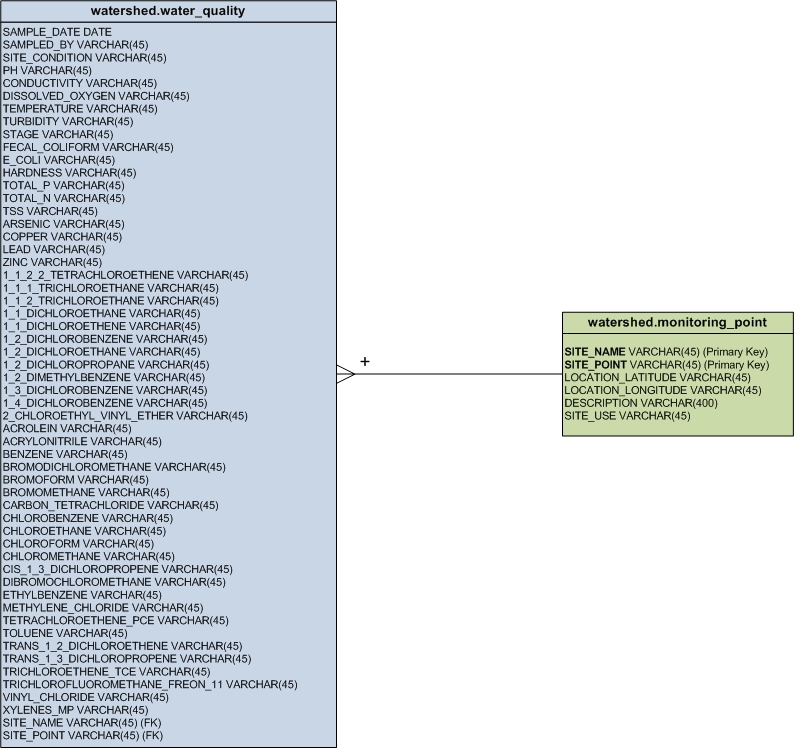 watershed.water_quality
SAMPLE_DATE DATE
SAMPLED_BY VARCHAR(45)
SITE_CONDITION VARCHAR(45)
PH VARCHAR(45)
CONDUCTIVITY VARCHAR(45)
DISSOLVED_OXYGEN VARCHAR(45)
TEMPERATURE VARCHAR(45)
TURBIDITY VARCHAR(45)
STAGE VARCHAR(45)
FECAL_COLIFORM VARCHAR(45)
E_COLI VARCHAR(45)
HARDNESS VARCHAR(45)
TOTAL_P VARCHAR(45)
TOTAL_N VARCHAR(45)
TSS VARCHAR(45)
ARSENIC VARCHAR(45)
COPPER VARCHAR(45)
LEAD VARCHAR(45)
ZINC VARCHAR(45)
1_1_2_2_TETRACHLOROETHENE VARCHAR(45)
1_1_1_TRICHLOROETHANE VARCHAR(45)
1_1_2_TRICHLOROETHANE VARCHAR(45)
1_1_DICHLOROETHANE VARCHAR(45)
1_1_DICHLOROETHENE VARCHAR(45)
1_2_DICHLOROBENZENE VARCHAR(45)
1_2_DICHLOROETHANE VARCHAR(45)
1_2_DICHLOROPROPANE VARCHAR(45)
1_2_DIMETHYLBENZENE VARCHAR(45)
1_3_DICHLOROBENZENE VARCHAR(45)
1_4_DICHLOROBENZENE VARCHAR(45)
2_CHLOROETHYL_VINYL_ETHER VARCHAR(45)
ACROLEIN VARCHAR(45)
ACRYLONITRILE VARCHAR(45)
BENZENE VARCHAR(45)
BROMODICHLOROMETHANE VARCHAR(45)
BROMOFORM VARCHAR(45)
BROMOMETHANE VARCHAR(45)
CARBON_TETRACHLORIDE VARCHAR(45)
CHLOROBENZENE VARCHAR(45)
CHLOROETHANE VARCHAR(45)
CHLOROFORM VARCHAR(45)
CHLOROMETHANE VARCHAR(45)
CIS_1_3_DICHLOROPROPENE VARCHAR(45)
DIBROMOCHLOROMETHANE VARCHAR(45)
ETHYLBENZENE VARCHAR(45)
METHYLENE_CHLORIDE VARCHAR(45)
TETRACHLOROETHENE_PCE VARCHAR(45)
TOLUENE VARCHAR(45)
TRANS_1_2_DICHLOROETHENE VARCHAR(45)
TRANS_1_3_DICHLOROPROPENE VARCHAR(45)
TRICHLOROETHENE_TCE VARCHAR(45)
TRICHLOROFLUOROMETHANE_FREON_11 VARCHAR(45)
VINYL_CHLORIDE VARCHAR(45)
XYLENES_MP VARCHAR(45)
SITE_NAME VARCHAR(45) (FK)
SITE_POINT VARCHAR(45) (FK)
+
watershed.monitoring_point
SITE_NAME VARCHAR(45) (Primary Key)
SITE_POINT VARCHAR(45) (Primary Key)
LOCATION_LATITUDE VARCHAR(45)
LOCATION_LONGITUDE VARCHAR(45)
DESCRIPTION VARCHAR(400)
SITE_USE VARCHAR(45)